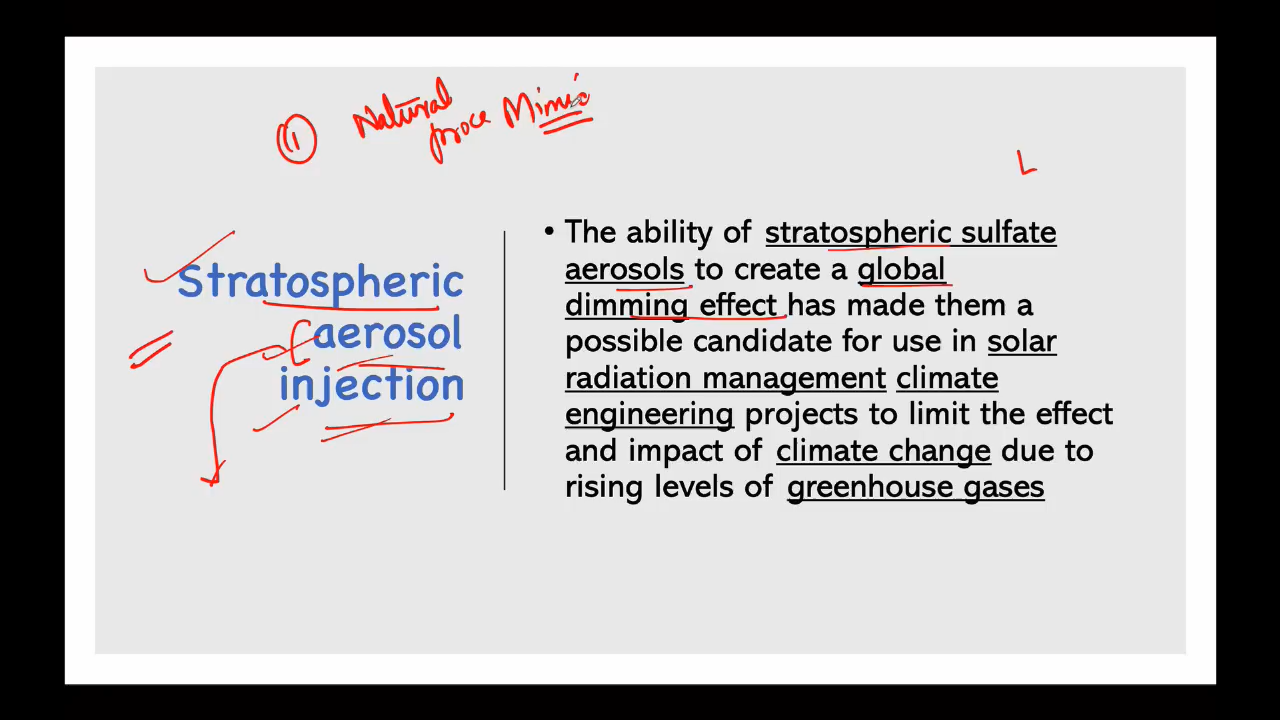 ① Natural
proce Mimic
L
Stratospheric
aerosol
injection
• The ability of stratospheric sulfate
aerosols to create a global
dimming effect has made them a
possible candidate for use in solar
radiation management climate
engineering projects to limit the effect
and impact of climate change due to
rising levels of greenhouse gases